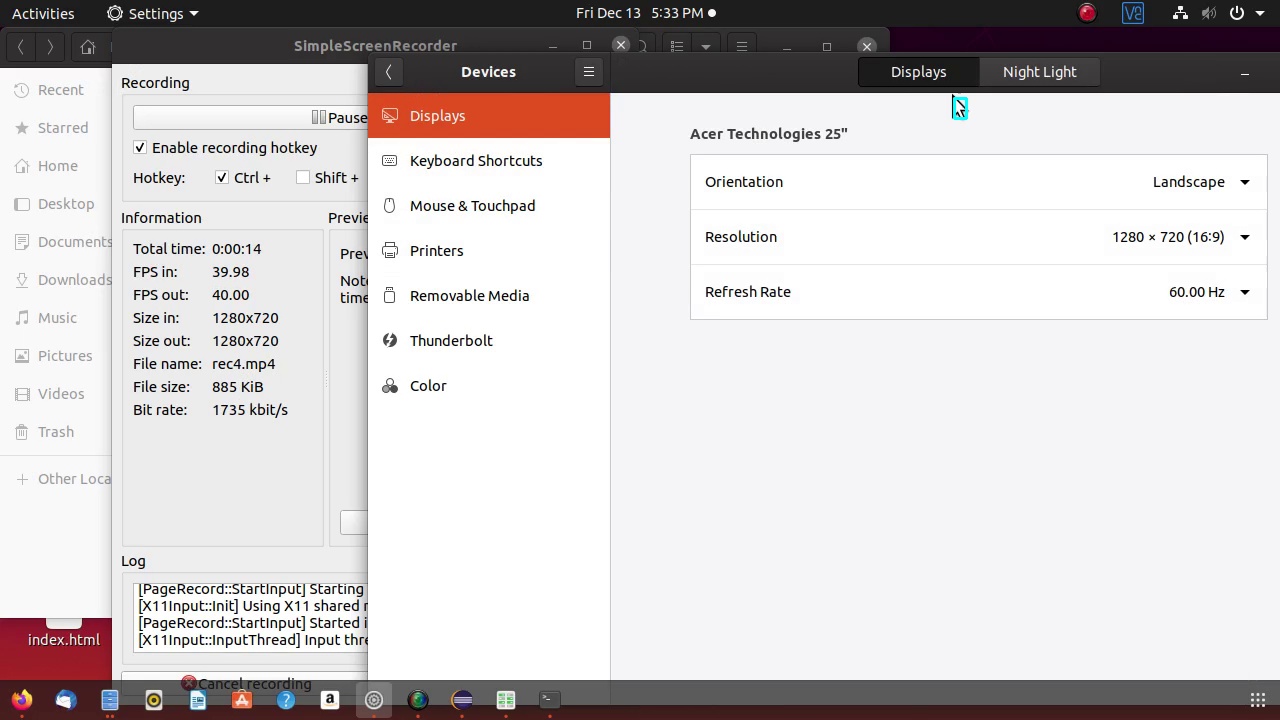 Activities
Settings
Fri Dec 13 5:33 PM
SimpleScreenRecorder
Devices
Displays
Night Light
Recent
Starred
Home
Desktop
Documents
Downloads
Music
Pictures
Videos
Trash
Other Loca
index.html
Recording
Pause
Enable recording hotkey
Hotkey: Ctrl + Shift +
Information
Total time: 0:00:14
FPS in: 39.98
FPS out: 40.00
Size in: 1280x720
Size out: 1280x720
File name: rec4.mp4
File size: 885 KiB
Bit rate: 1735 kbit/s
Previe
Prev
Note
time
Log
[PageRecord::StartInput] Starting
[X11Input::Init] Using X11 shared
[PageRecord::StartInput] Started i
[X11Input::InputThread] Input thre
Cancel recording
Displays
Keyboard Shortcuts
Mouse & Touchpad
Printers
Removable Media
Thunderbolt
Color
Acer Technologies 25"
Orientation Landscape
Resolution 1280 × 720 (16:9)
Refresh Rate 60.00 Hz